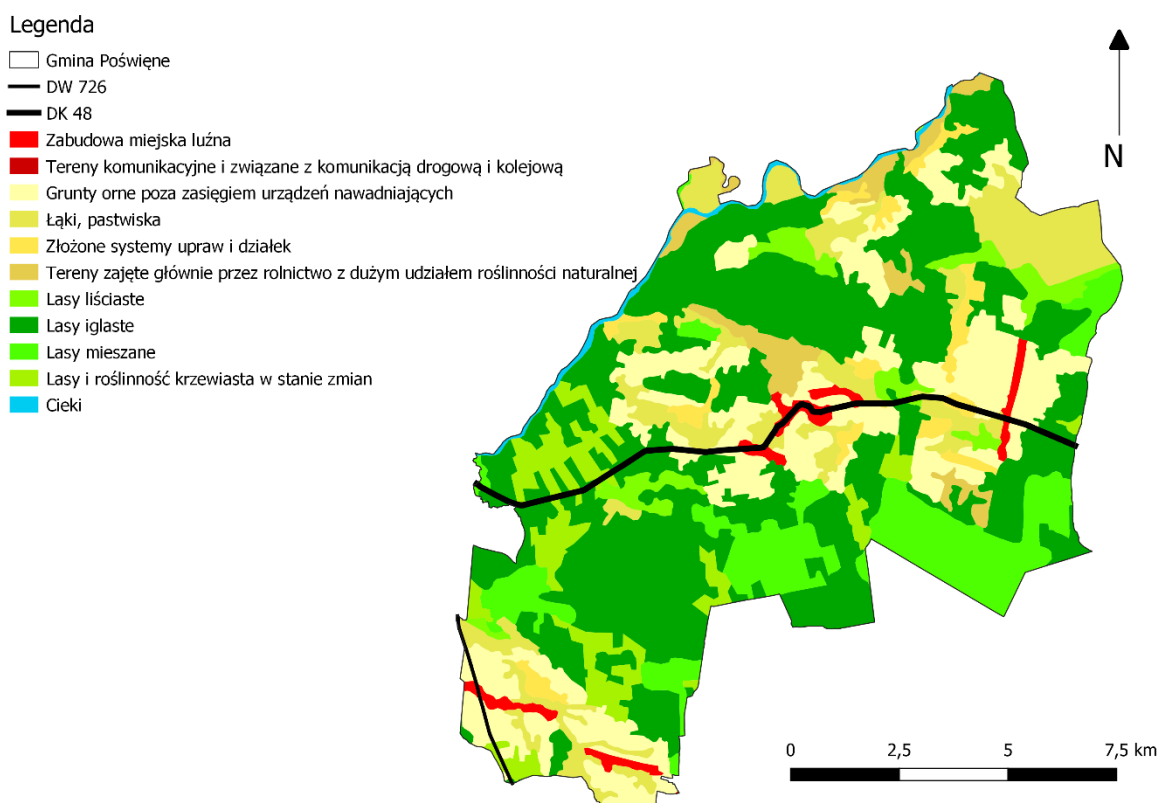 Legenda
Gmina Poświęne
DW 726
DK 48
Zabudowa miejska luźna
Tereny komunikacyjne i związane z komunikacją drogową i kolejową
Grunty orne poza zasięgiem urządzeń nawadniających
Łąki, pastwiska
Złożone systemy upraw i działek
Tereny zajęte głównie przez rolnictwo z dużym udziałem roślinności naturalnej
Lasy liściaste
Lasy iglaste
Lasy mieszane
Lasy i roślinność krzewiasta w stanie zmian
Cieki
N
0 2,5 5 7,5 km